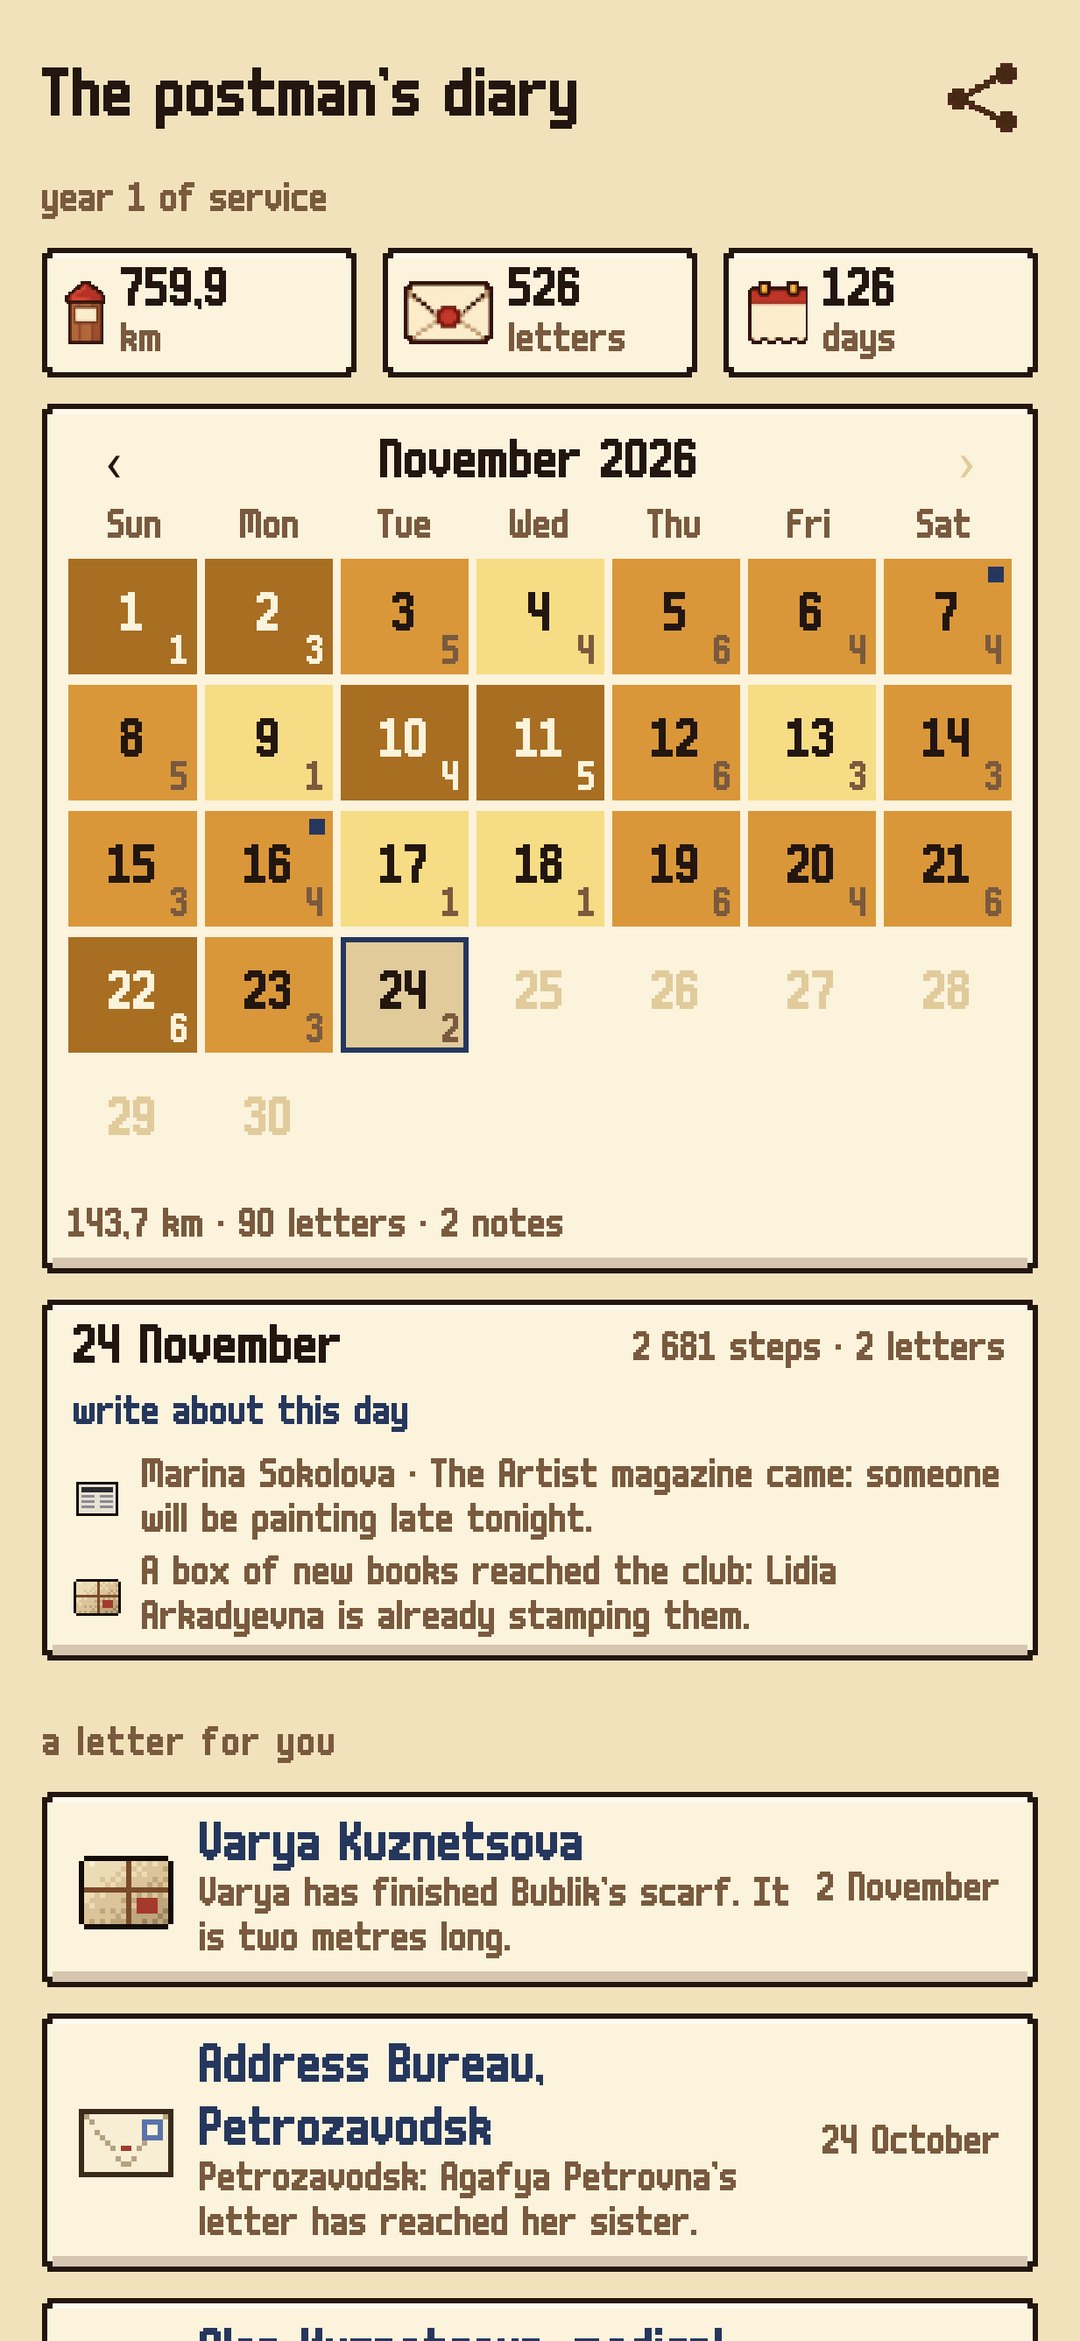 The postman's diary
year 1 of service
759,9
km
526
letters
126
days
‹ November 2026 ›
Sun Mon Tue Wed Thu Fri Sat
1 1 2 3 3 5 4 4 5 6 6 4 7 4
8 5 9 1 10 4 11 5 12 6 13 3 14 3
15 3 16 4 17 1 18 1 19 6 20 4 21 6
22 6 23 3 24 2 25 26 27 28
29 30
143,7 km · 90 letters · 2 notes
24 November 2 681 steps · 2 letters
write about this day
Marina Sokolova · The Artist magazine came: someone
will be painting late tonight.
A box of new books reached the club: Lidia
Arkadyevna is already stamping them.
a letter for you
Varya Kuznetsova
Varya has finished Bublik's scarf. It
is two metres long.
2 November
Address Bureau,
Petrozavodsk
Petrozavodsk: Agafya Petrovna's
letter has reached her sister.
24 October